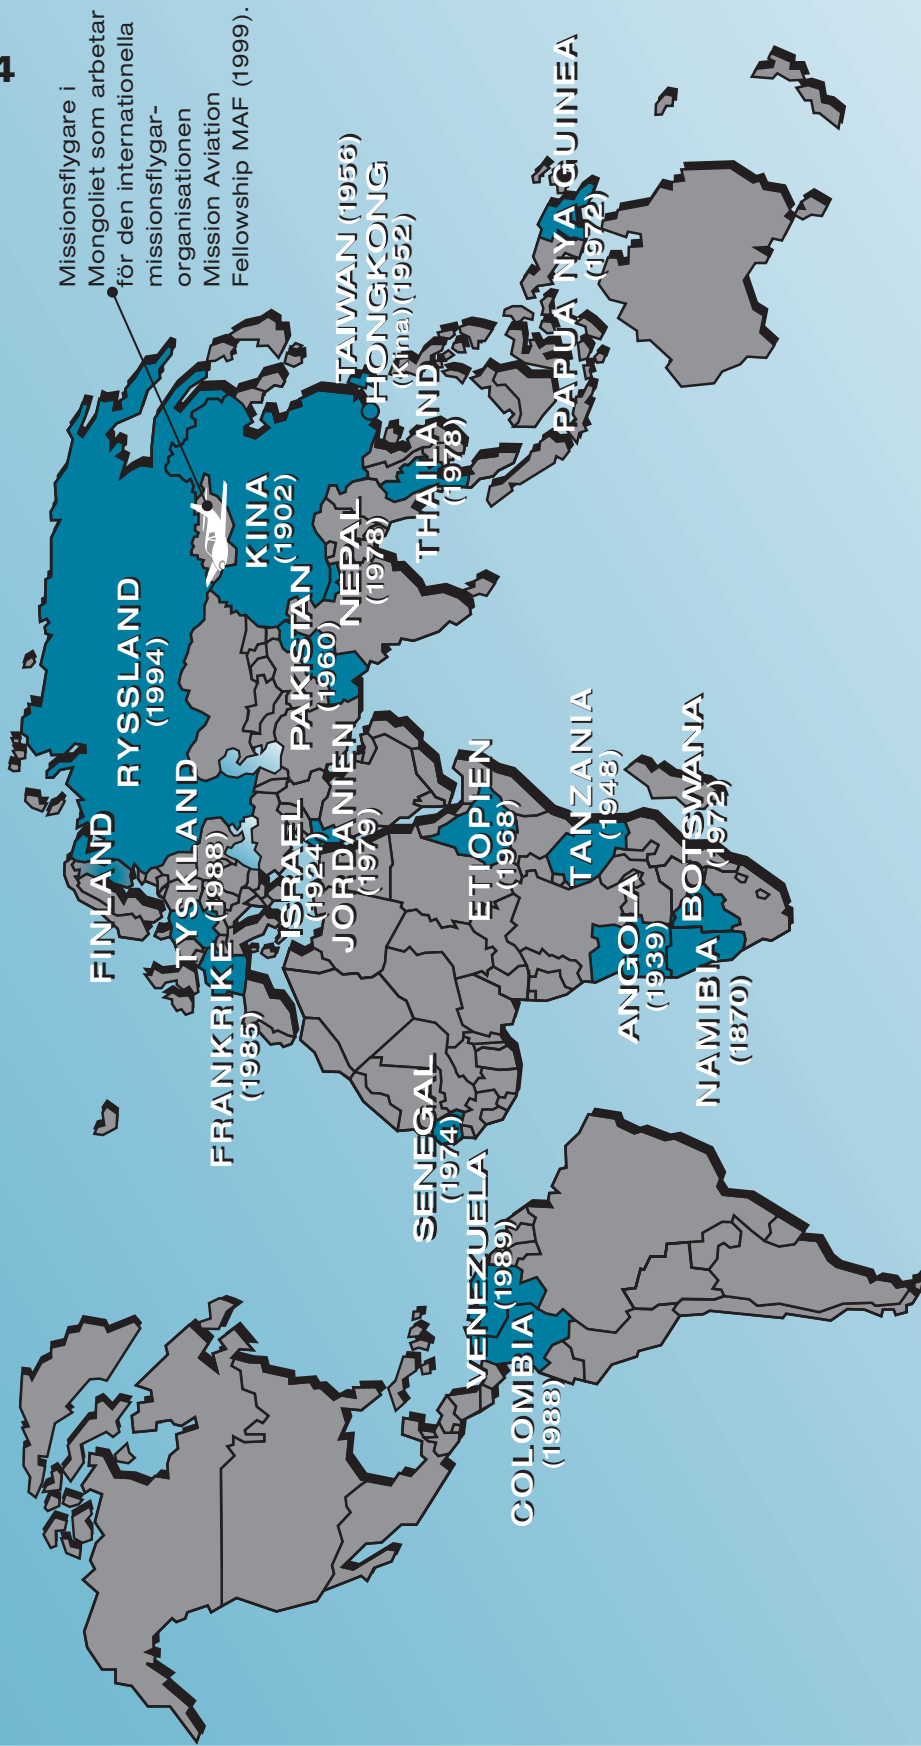 4
Missionsflygare i
Mongoliet som arbetar
för den internationella
missionsflygar-
organisationen
Mission Aviation
Fellowship MAF (1999).
FINLAND
RYSSLAND
(1994)
TYSKLAND
(1988)
FRANKRIKE
(1985)
KINA
(1902)
ISRAEL
(1924)
PAKISTAN
(1960)
JORDANIEN
(1979)
NEPAL
(1978)
TAIWAN (1956)
HONGKONG
(Kina) (1952)
THAILAND
(1978)
SENEGAL
(1974)
VENEZUELA
(1989)
COLOMBIA
(1988)
ETIOPIEN
(1968)
PAPUA NYA GUINEA
(1972)
TANZANIA
(1948)
ANGOLA
(1939)
BOTSWANA
(1972)
NAMIBIA
(1870)